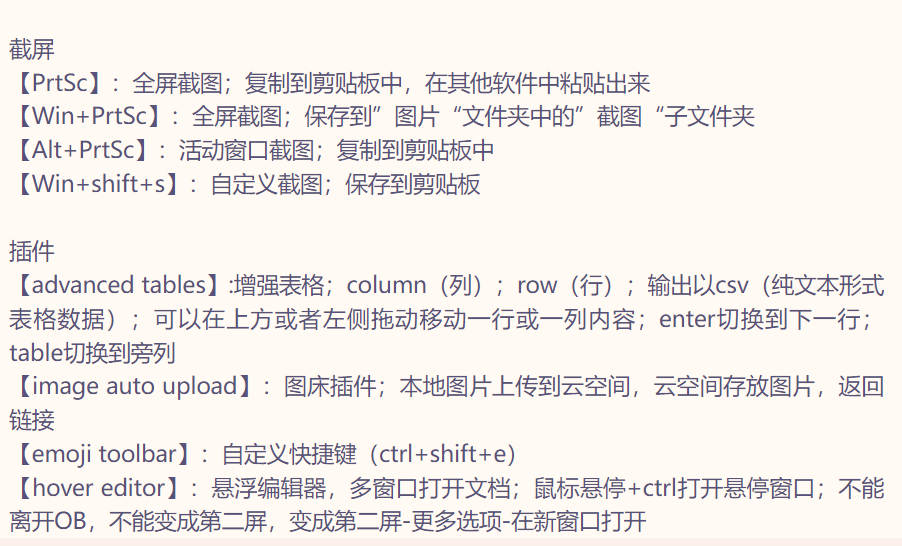 截屏
【PrtSc】：全屏截图；复制到剪贴板中，在其他软件中粘贴出来
【Win+PrtSc】：全屏截图；保存到”图片“文件夹中的”截图“子文件夹
【Alt+PrtSc】：活动窗口截图；复制到剪贴板中
【Win+shift+s】：自定义截图；保存到剪贴板
插件
【advanced tables】:增强表格；column（列）；row（行）；输出以csv（纯文本形式
表格数据）；可以在上方或者左侧拖动移动一行或一列内容；enter切换到下一行；
table切换到旁列
【image auto upload】：图床插件；本地图片上传到云空间，云空间存放图片，返回
链接
【emoji toolbar】：自定义快捷键（ctrl+shift+e）
【hover editor】：悬浮编辑器，多窗口打开文档；鼠标悬停+ctrl打开悬停窗口；不能
离开OB，不能变成第二屏，变成第二屏-更多选项-在新窗口打开